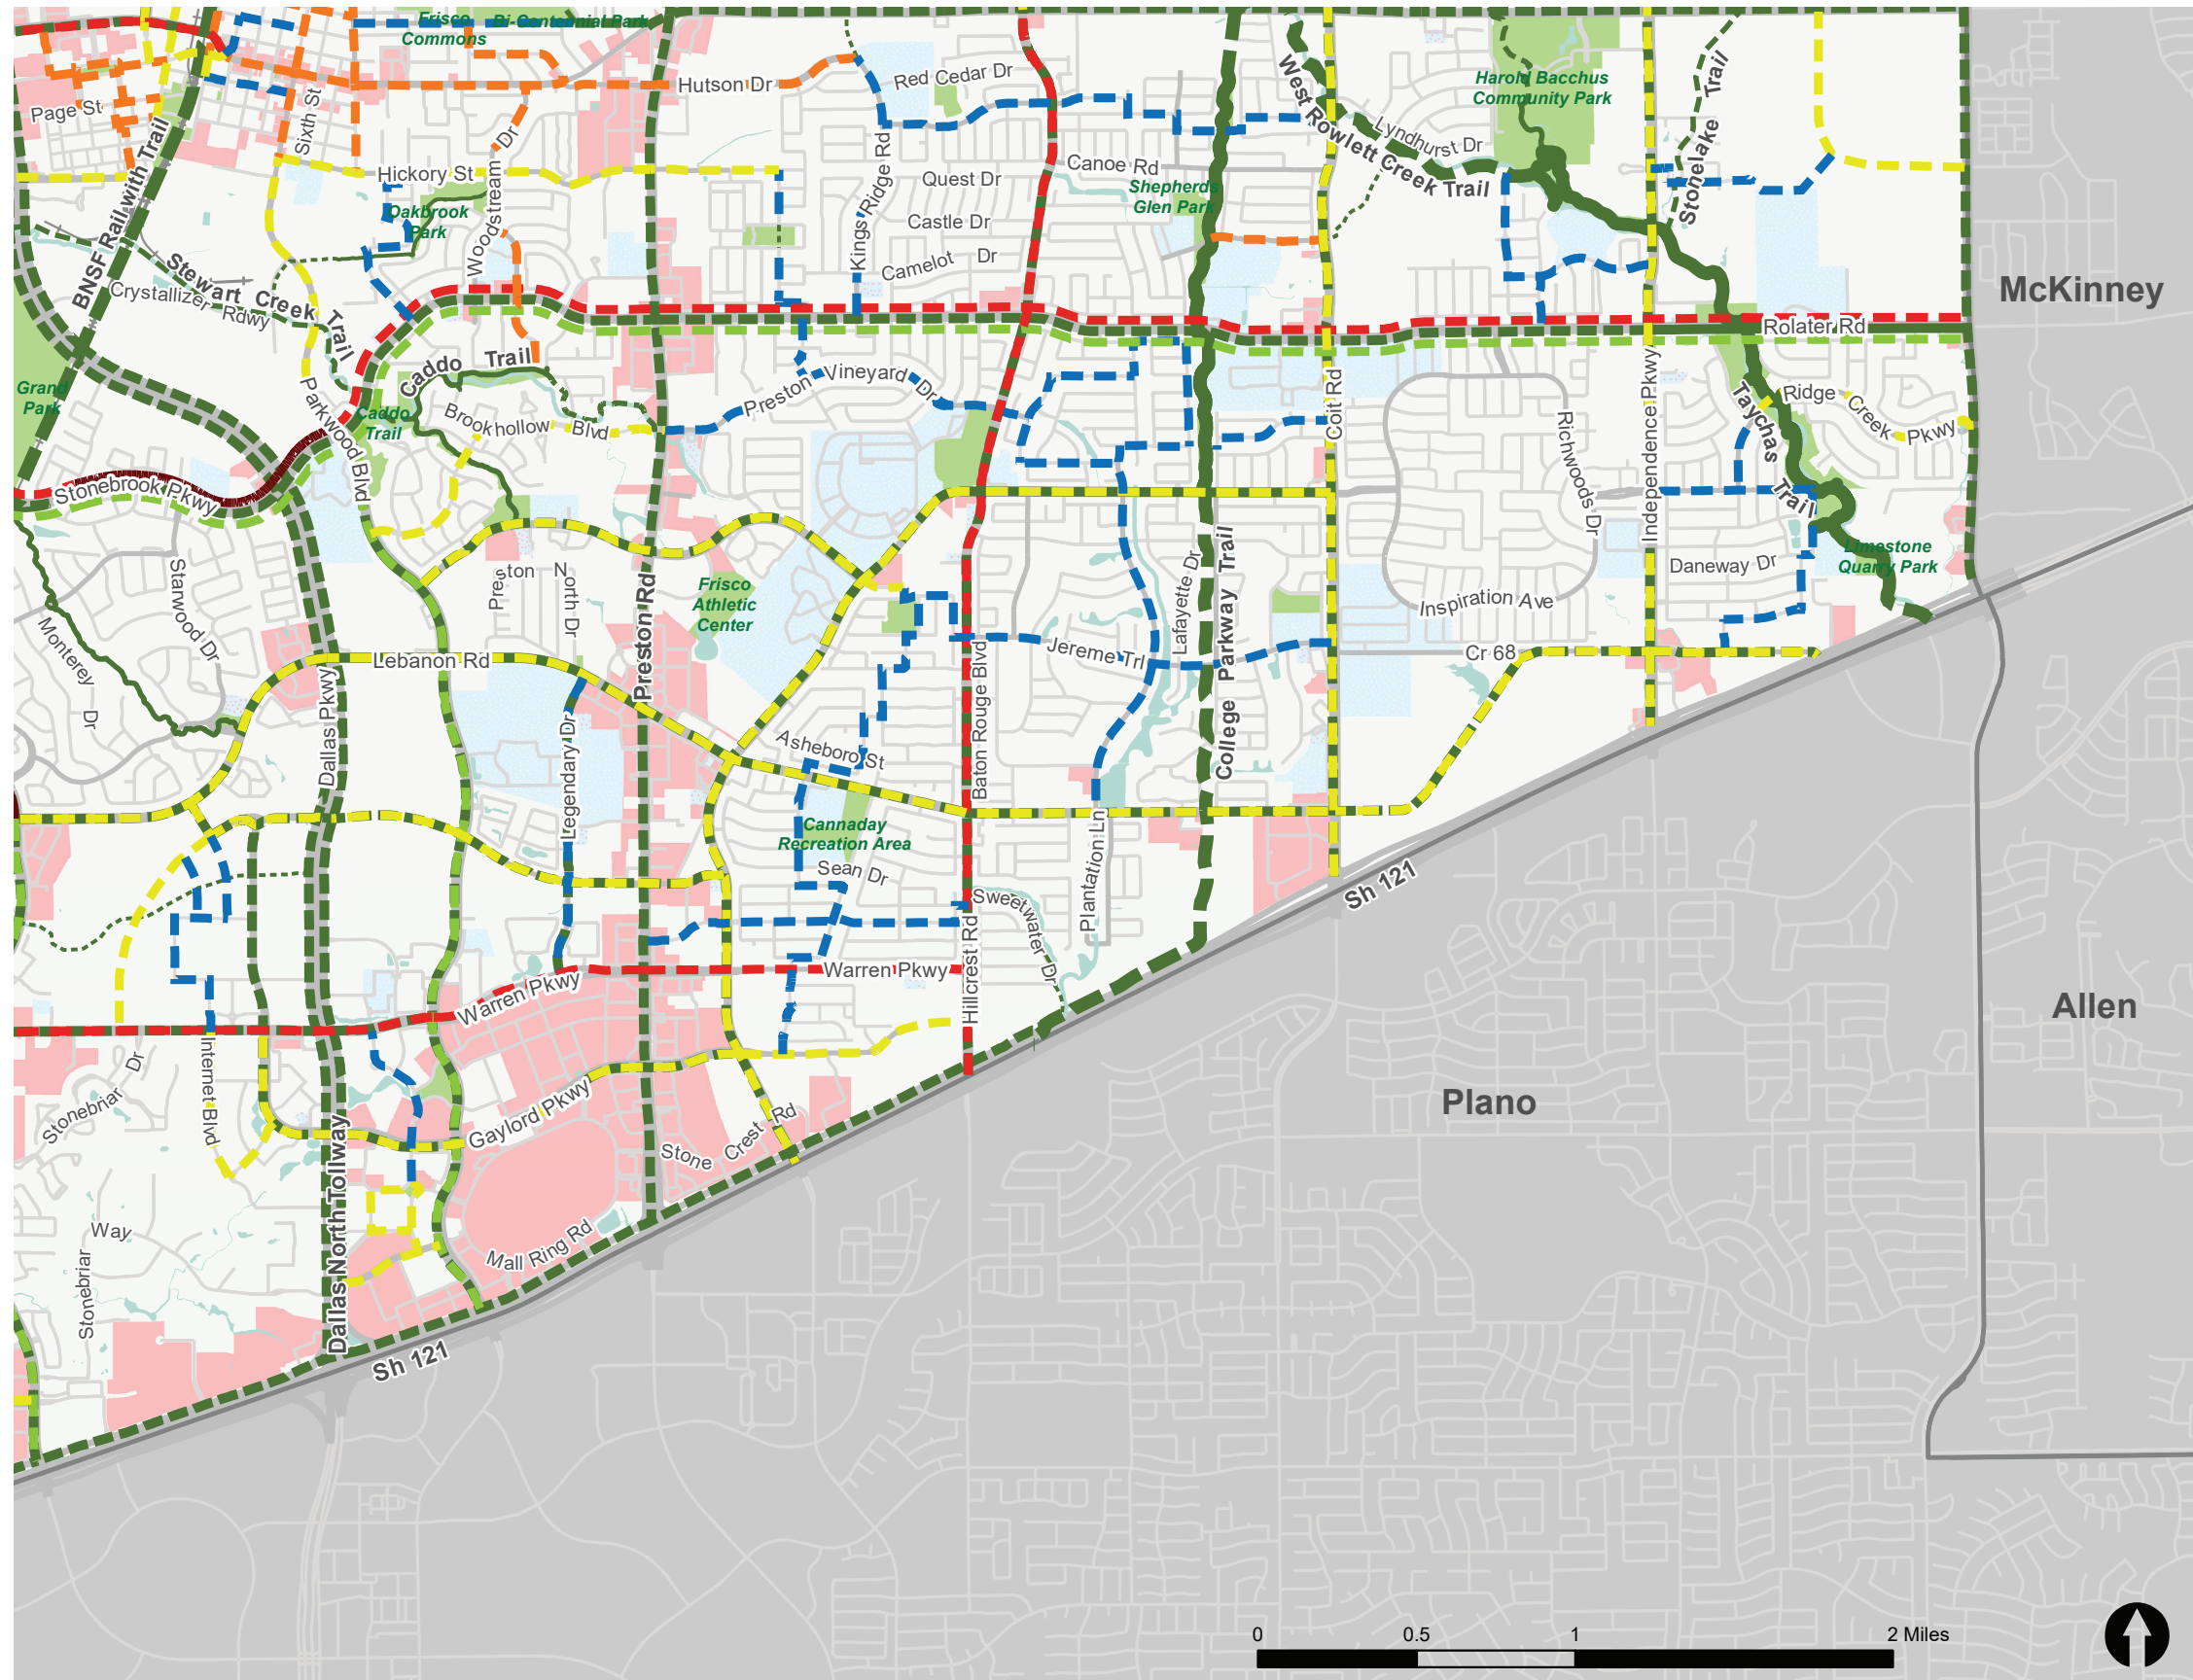 Frisco
Commons
Bi-Centennial Park
Page St
Sixth St
Hutson Dr
Red Cedar Dr
West Rowlett Creek Trail
Lyndhurst Dr
Harold Bacchus
Community Park
Stonelake Trail
BNSF Rail with Trail
Hickory St
Woodstream Dr
Oakbrook
Park
Kings Ridge Rd
Canoe Rd
Quest Dr
Castle Dr
Camelot Dr
Shepherds
Glen Park
McKinney
Stewart Creek Trail
Crystallizer Rdwy
Rolater Rd
Grand
Park
Parkwood Blvd
Caddo Trail
Caddo
Trail
Brookhollow Blvd
Preston Vineyard Dr
Coit Rd
Richwoods Dr
Independence Pkwy
Taychas Trail
Ridge Creek Pkwy
Stonebrook Pkwy
Limestone
Quarry Park
Daneway Dr
Inspiration Ave
Starwood Dr
Monterey Dr
Preston North Dr
Preston Rd
Frisco
Athletic
Center
Lafayette Dr
College Parkway Trail
Jereme Trl
Cr 68
Lebanon Rd
Dallas Pkwy
Legendary Dr
Asheboro St
Baton Rouge Blvd
Cannaday
Recreation Area
Sean Dr
Plantation Ln
Sweetwater Dr
Sh 121
Warren Pkwy
Warren Pkwy
Hillcrest Rd
Allen
Plano
Internet Blvd
Stonebriar Dr
Gaylord Pkwy
Stone Crest Rd
Dallas North Tollway
Mall Ring Rd
Stonebriar Way
Sh 121
0 0.5 1 2 Miles